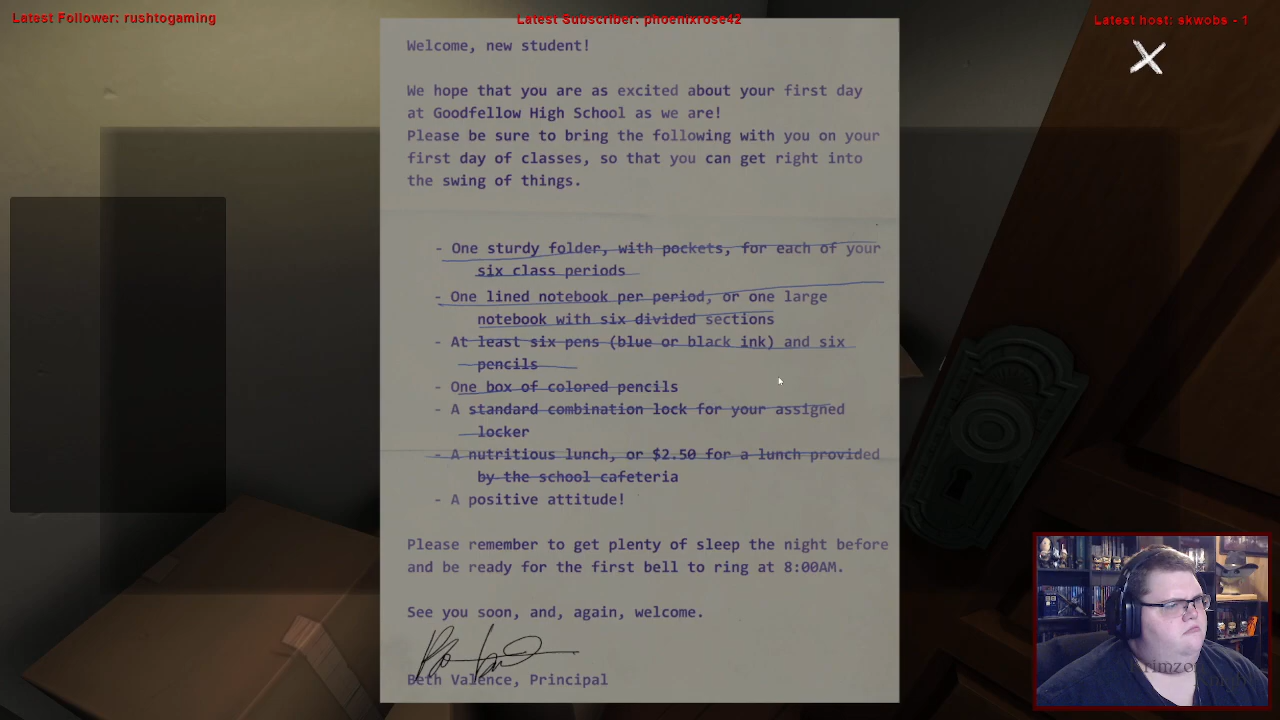 Latest Follower: rushtogaming
Latest Subscriber: phoenixrose42
Latest host: skwobs - 1
Welcome, new student!
We hope that you are as excited about your first day
at Goodfellow High School as we are!
Please be sure to bring the following with you on your
first day of classes, so that you can get right into
the swing of things.
- One sturdy folder, with pockets, for each of your
six class periods
- One lined notebook per period, or one large
notebook with six divided sections
- At least six pens (blue or black ink) and six
pencils
- One box of colored pencils
- A standard combination lock for your assigned
locker
- A nutritious lunch, or $2.50 for a lunch provided
by the school cafeteria
- A positive attitude!
Please remember to get plenty of sleep the night before
and be ready for the first bell to ring at 8:00AM.
See you soon, and, again, welcome.
Beth Valence, Principal